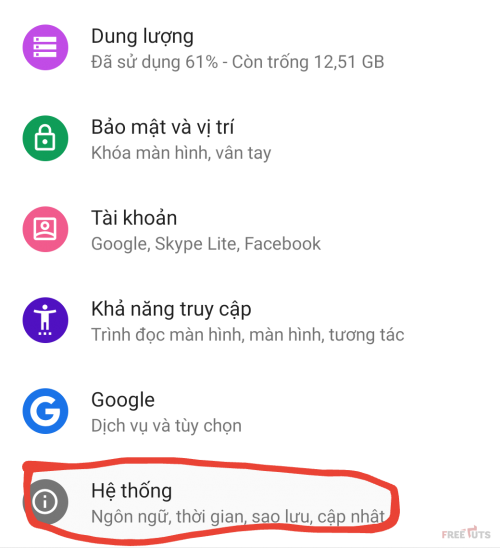 Dung lượng
Đã sử dụng 61% - Còn trống 12,51 GB
Bảo mật và vị trí
Khóa màn hình, vân tay
Tài khoản
Google, Skype Lite, Facebook
Khả năng truy cập
Trình đọc màn hình, màn hình, tương tác
Google
Dịch vụ và tùy chọn
Hệ thống
Ngôn ngữ, thời gian, sao lưu, cập nhật
FREETUTS